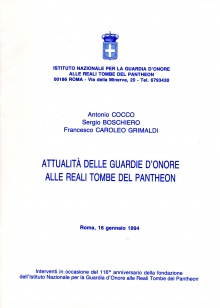 ISTITUTO NAZIONALE PER LA GUARDIA D'ONORE
ALLE REALI TOMBE DEL PANTHEON
00186 ROMA - Via della Minerva, 20 - Tel. 6793430
Antonio COCCO
Sergio BOSCHIERO
Francesco CAROLEO GRIMALDI
ATTUALITÀ DELLE GUARDIE D'ONORE
ALLE REALI TOMBE DEL PANTHEON
Roma, 16 gennaio 1994
Interventi in occasione del 116° anniversario della fondazione
dell'Istituto Nazionale per la Guardia d'Onore alle Reali Tombe del Pantheon